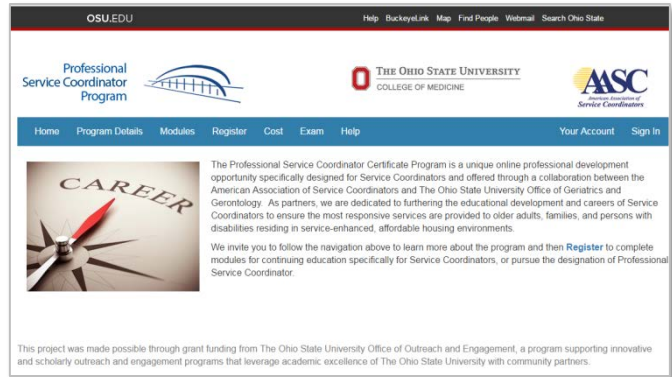 OSU.EDU
Help BuckeyeLink Map Find People Webmail Search Ohio State
Professional
Service Coordinator
Program
THE OHIO STATE UNIVERSITY
COLLEGE OF MEDICINE
AASC
American Association of
Service Coordinators
Home Program Details Modules Register Cost Exam Help Your Account Sign In
CAREER
The Professional Service Coordinator Certificate Program is a unique online professional development
opportunity specifically designed for Service Coordinators and offered through a collaboration between the
American Association of Service Coordinators and The Ohio State University Office of Geriatrics and
Gerontology. As partners, we are dedicated to furthering the educational development and careers of Service
Coordinators to ensure the most responsive services are provided to older adults, families, and persons with
disabilities residing in service-enhanced, affordable housing environments.
We invite you to follow the navigation above to learn more about the program and then Register to complete
modules for continuing education specifically for Service Coordinators, or pursue the designation of Professional
Service Coordinator.
This project was made possible through grant funding from The Ohio State University Office of Outreach and Engagement, a program supporting innovative
and scholarly outreach and engagement programs that leverage academic excellence of The Ohio State University with community partners.